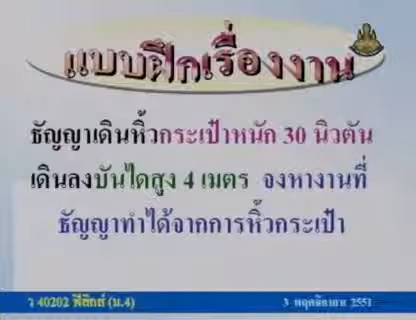 แบบฝึกเรื่องงาน
ธัญญาเดินหิ้วกระเป๋าหนัก 30 นิวตัน
เดินลงบันไดสูง 4 เมตร จงหางานที่
ธัญญาทำได้จากการหิ้วกระเป๋า
ว 40202 ฟิสิกส์ (ม.4) 3 พฤศจิกายน 2551